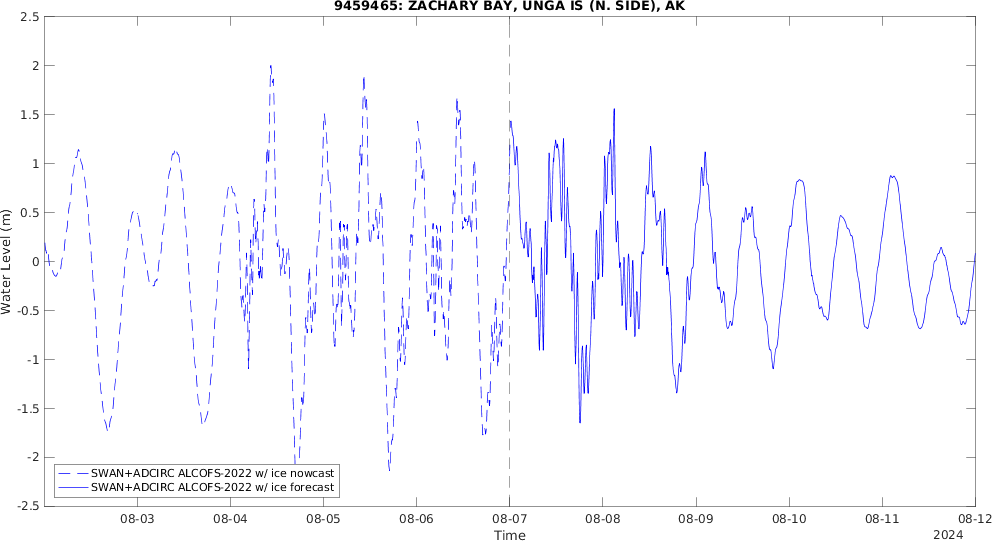 9459465: ZACHARY BAY, UNGA IS (N. SIDE), AK
Water Level (m)
2.5
2
1.5
1
0.5
0
-0.5
-1
-1.5
-2
-2.5
SWAN+ADCIRC ALCOFS-2022 w/ ice nowcast
SWAN+ADCIRC ALCOFS-2022 w/ ice forecast
08-03 08-04 08-05 08-06 08-07 08-08 08-09 08-10 08-11 08-12
Time
2024